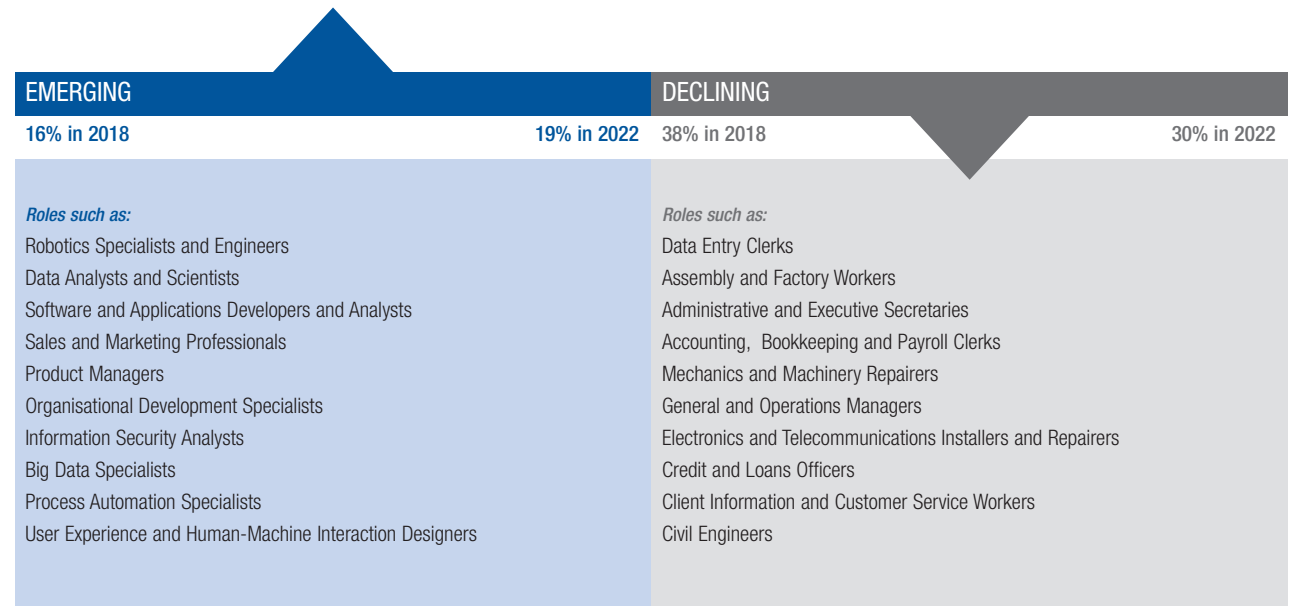 EMERGING
16% in 2018
19% in 2022
Roles such as:
Robotics Specialists and Engineers
Data Analysts and Scientists
Software and Applications Developers and Analysts
Sales and Marketing Professionals
Product Managers
Organisational Development Specialists
Information Security Analysts
Big Data Specialists
Process Automation Specialists
User Experience and Human-Machine Interaction Designers
DECLINING
38% in 2018
30% in 2022
Roles such as:
Data Entry Clerks
Assembly and Factory Workers
Administrative and Executive Secretaries
Accounting,  Bookkeeping and Payroll Clerks
Mechanics and Machinery Repairers
General and Operations Managers
Electronics and Telecommunications Installers and Repairers
Credit and Loans Officers
Client Information and Customer Service Workers
Civil Engineers